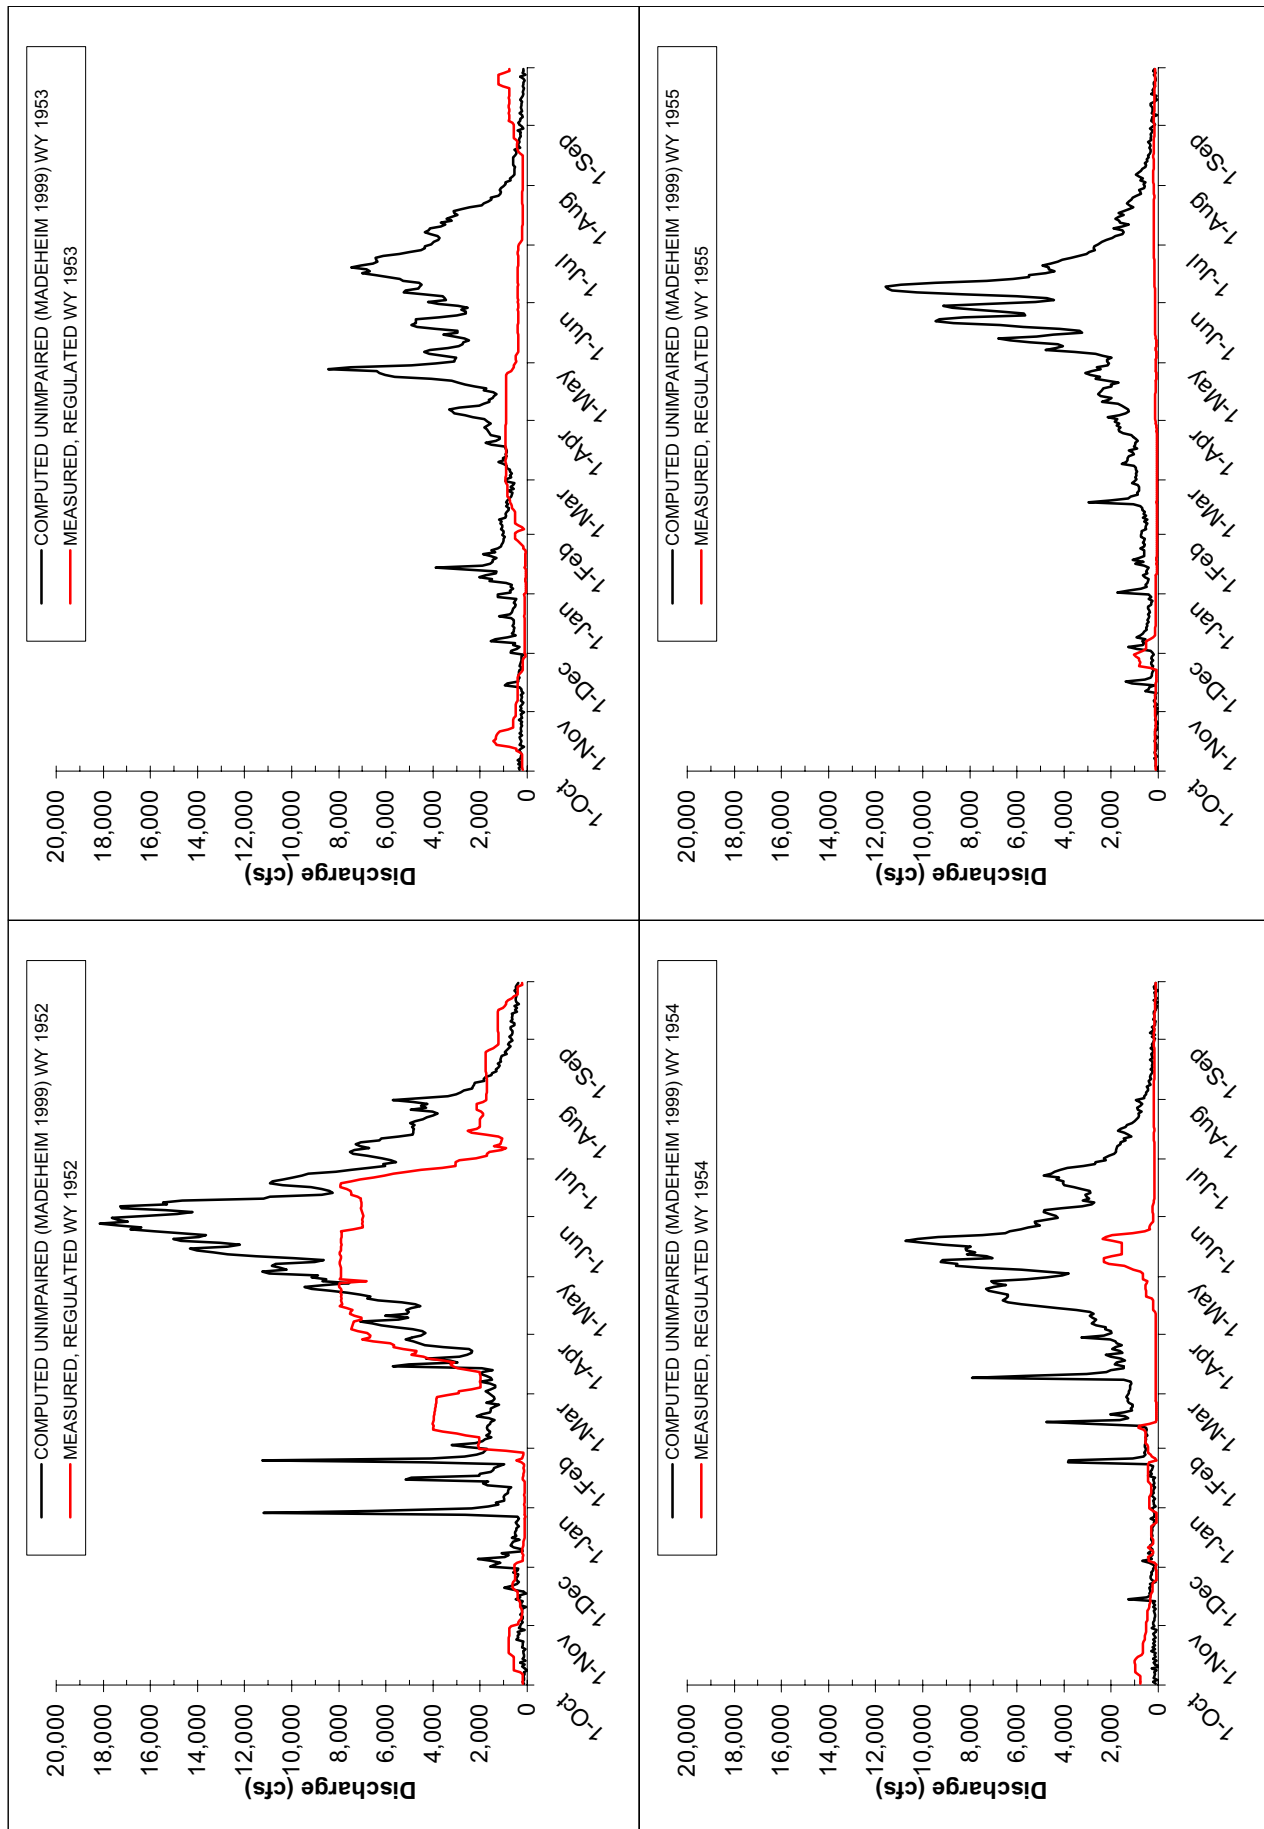 COMPUTED UNIMPAIRED (MADEHEIM 1999) WY 1952
MEASURED, REGULATED WY 1952
Discharge (cfs)
20,000
18,000
16,000
14,000
12,000
10,000
8,000
6,000
4,000
2,000
0
1-Oct
1-Nov
1-Dec
1-Jan
1-Feb
1-Mar
1-Apr
1-May
1-Jun
1-Jul
1-Aug
1-Sep
COMPUTED UNIMPAIRED (MADEHEIM 1999) WY 1953
MEASURED, REGULATED WY 1953
Discharge (cfs)
20,000
18,000
16,000
14,000
12,000
10,000
8,000
6,000
4,000
2,000
0
1-Oct
1-Nov
1-Dec
1-Jan
1-Feb
1-Mar
1-Apr
1-May
1-Jun
1-Jul
1-Aug
1-Sep
COMPUTED UNIMPAIRED (MADEHEIM 1999) WY 1954
MEASURED, REGULATED WY 1954
Discharge (cfs)
20,000
18,000
16,000
14,000
12,000
10,000
8,000
6,000
4,000
2,000
0
1-Oct
1-Nov
1-Dec
1-Jan
1-Feb
1-Mar
1-Apr
1-May
1-Jun
1-Jul
1-Aug
1-Sep
COMPUTED UNIMPAIRED (MADEHEIM 1999) WY 1955
MEASURED, REGULATED WY 1955
Discharge (cfs)
20,000
18,000
16,000
14,000
12,000
10,000
8,000
6,000
4,000
2,000
0
1-Oct
1-Nov
1-Dec
1-Jan
1-Feb
1-Mar
1-Apr
1-May
1-Jun
1-Jul
1-Aug
1-Sep